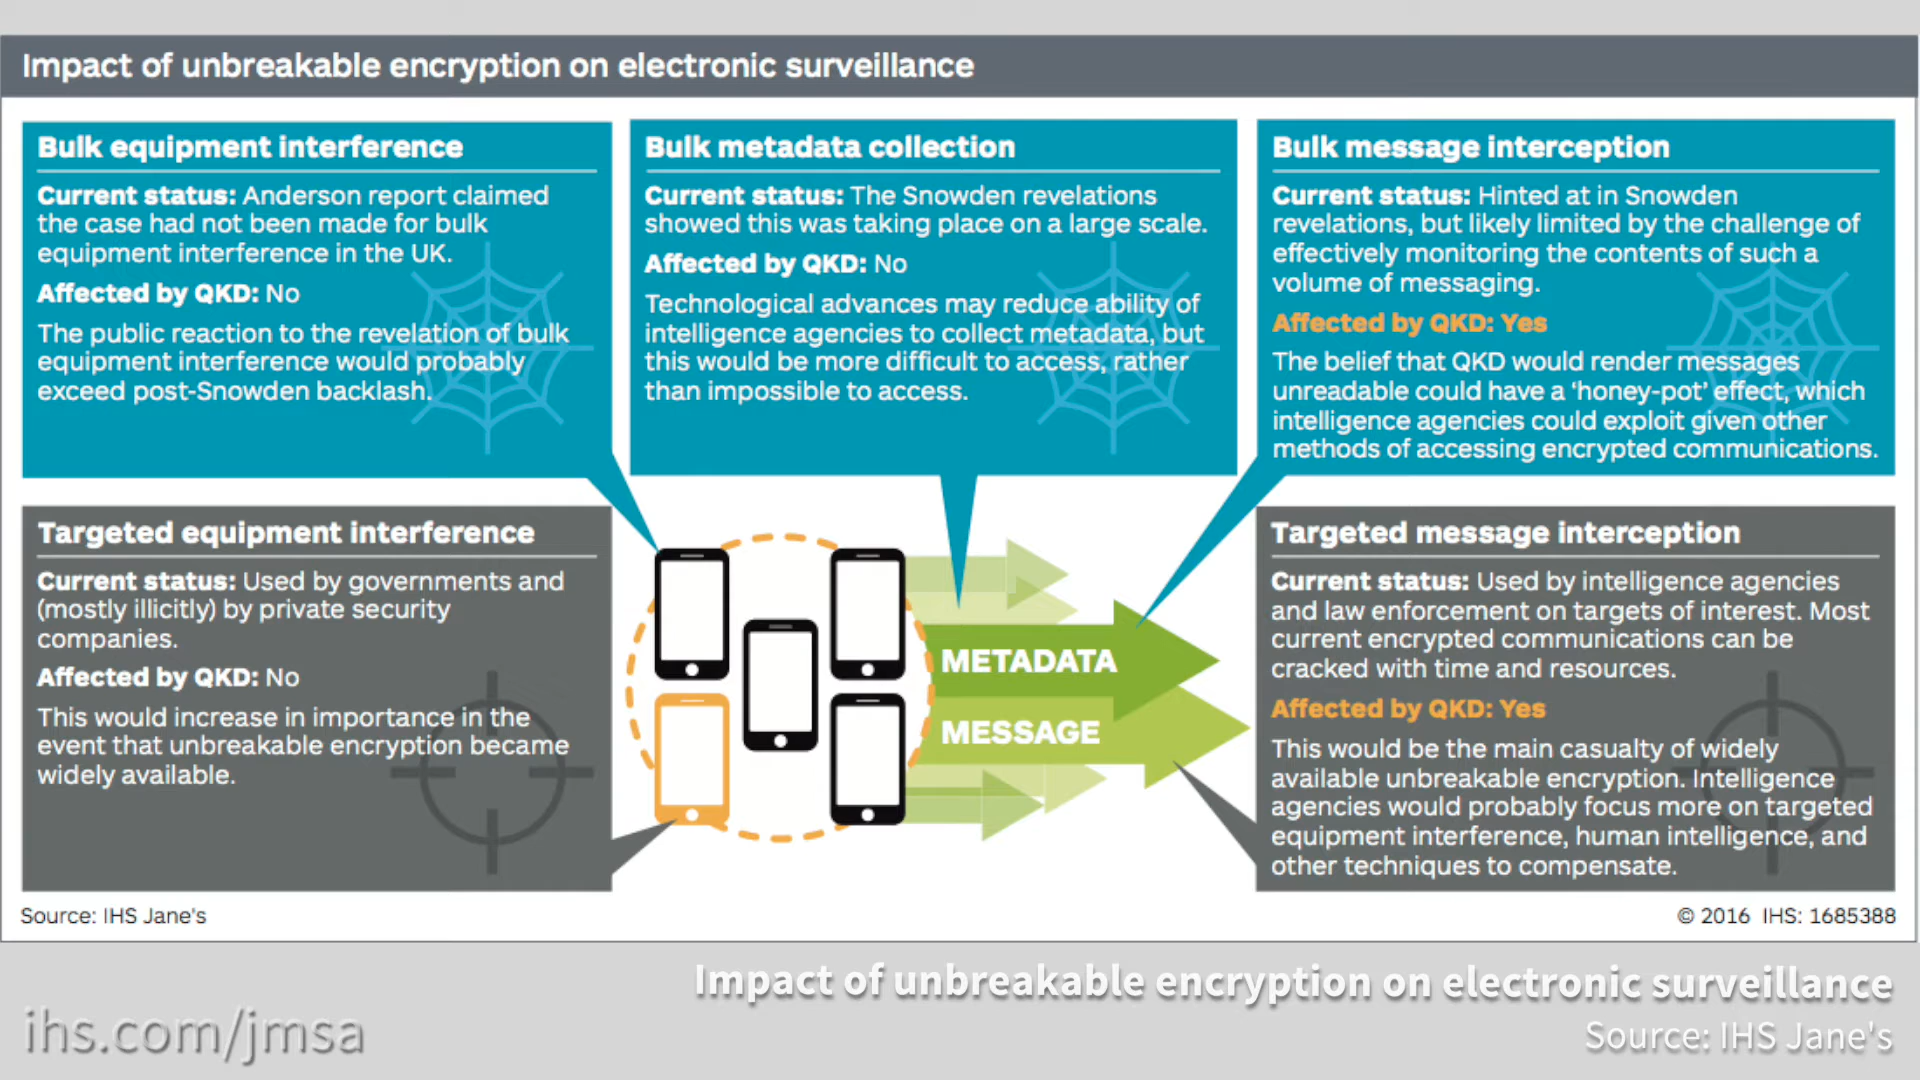 Impact of unbreakable encryption on electronic surveillance
Bulk equipment interference
Current status: Anderson report claimed
the case had not been made for bulk
equipment interference in the UK.
Affected by QKD: No
The public reaction to the revelation of bulk
equipment interference would probably
exceed post-Snowden backlash.
Bulk metadata collection
Current status: The Snowden revelations
showed this was taking place on a large scale.
Affected by QKD: No
Technological advances may reduce ability of
intelligence agencies to collect metadata, but
this would be more difficult to access, rather
than impossible to access.
Bulk message interception
Current status: Hinted at in Snowden
revelations, but likely limited by the challenge of
effectively monitoring the contents of such a
volume of messaging.
Affected by QKD: Yes
The belief that QKD would render messages
unreadable could have a ‘honey-pot’ effect, which
intelligence agencies could exploit given other
methods of accessing encrypted communications.
Targeted equipment interference
Current status: Used by governments and
(mostly illicitly) by private security
companies.
Affected by QKD: No
This would increase in importance in the
event that unbreakable encryption became
widely available.
METADATA
MESSAGE
Targeted message interception
Current status: Used by intelligence agencies
and law enforcement on targets of interest. Most
current encrypted communications can be
cracked with time and resources.
Affected by QKD: Yes
This would be the main casualty of widely
available unbreakable encryption. Intelligence
agencies would probably focus more on targeted
equipment interference, human intelligence, and
other techniques to compensate.
Source: IHS Jane's
© 2016 IHS: 1685388
Impact of unbreakable encryption on electronic surveillance
ihs.com/jmsa
Source: IHS Jane's